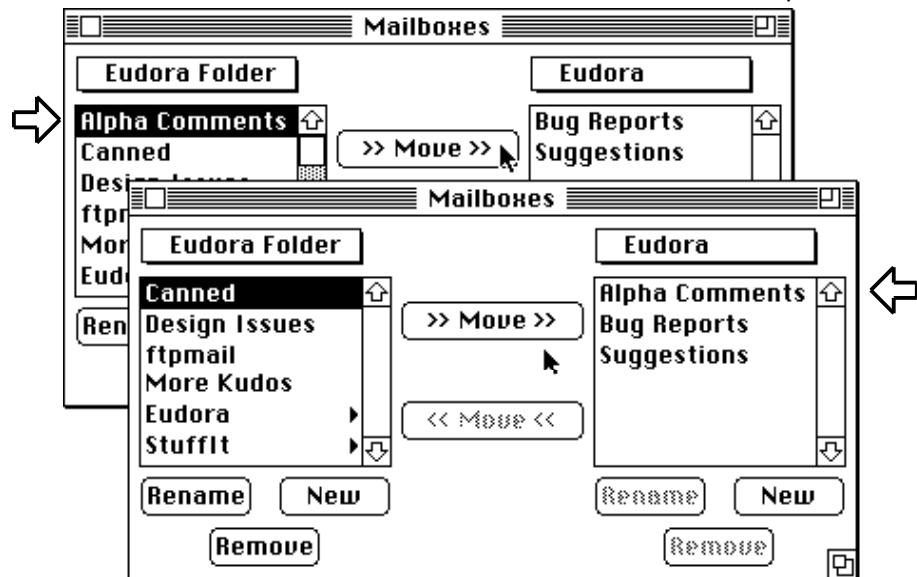 Mailboxes
Eudora Folder
Eudora
Alpha Comments
Canned
>> Move >>
Bug Reports
Suggestions
Mailboxes
Eudora Folder
Eudora
Canned
Design Issues
ftpmail
More Kudos
Eudora
StuffIt
>> Move >>
<< Move <<
Alpha Comments
Bug Reports
Suggestions
Rename
New
Remove
Rename
New
Remove